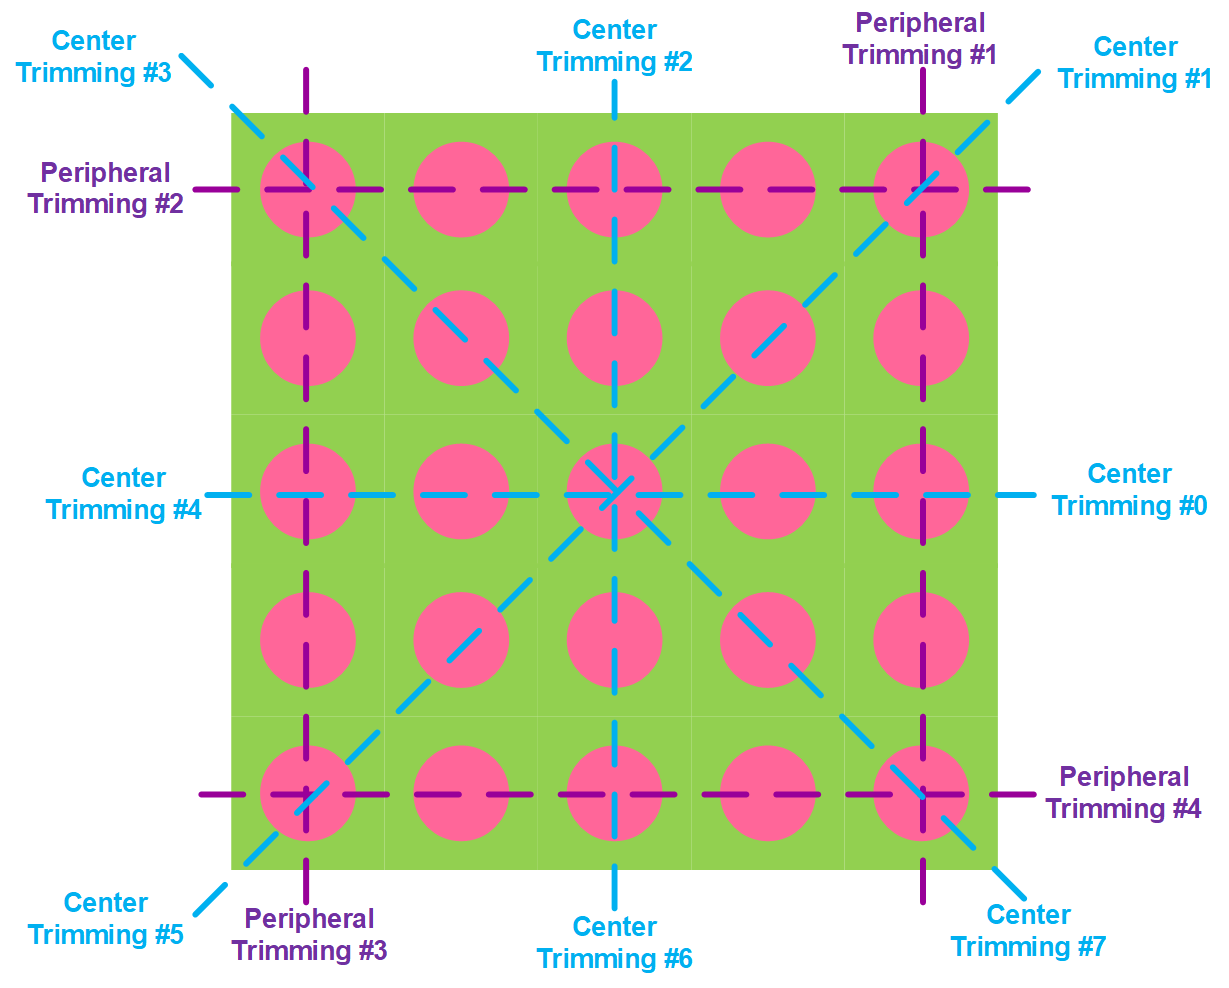 Center
Trimming #3
Center
Trimming #2
Peripheral
Trimming #1
Center
Trimming #1
Peripheral
Trimming #2
Center
Trimming #4
Center
Trimming #0
Peripheral
Trimming #4
Center
Trimming #5
Peripheral
Trimming #3
Center
Trimming #6
Center
Trimming #7